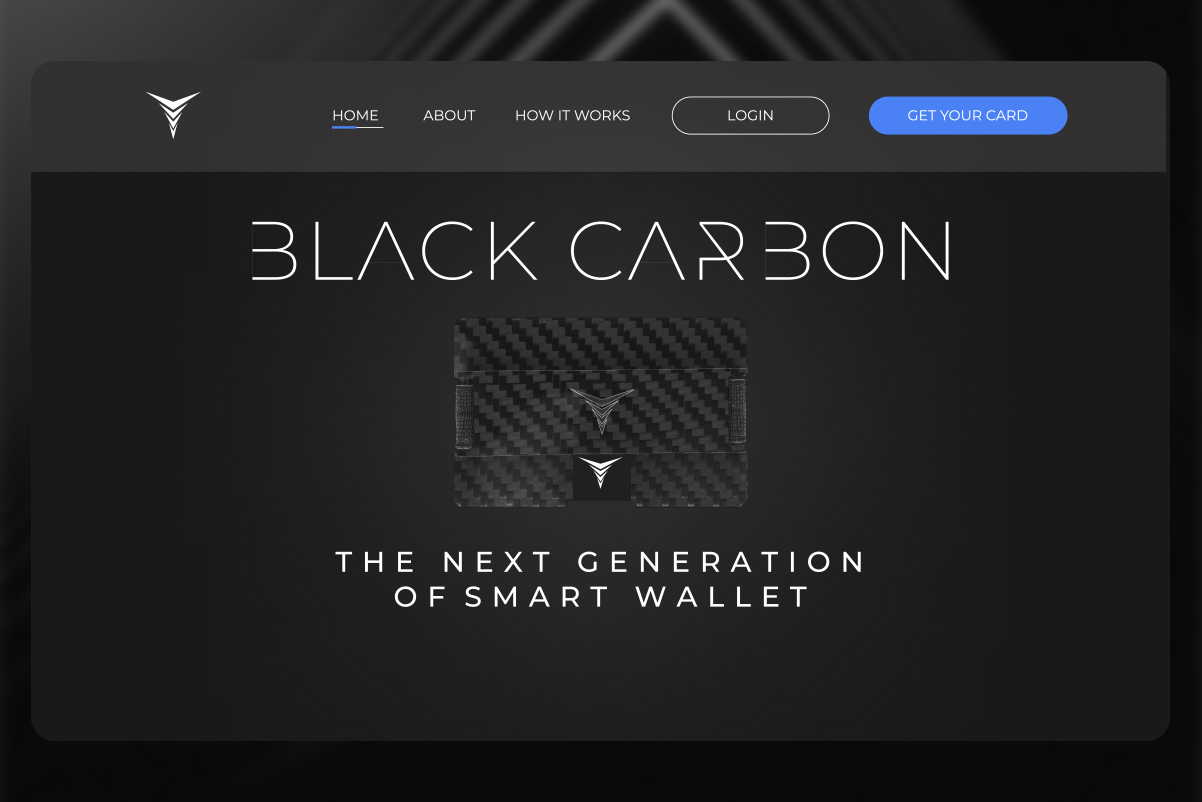 HOME ABOUT HOW IT WORKS LOGIN GET YOUR CARD
BLACK CARBON
THE NEXT GENERATION
OF SMART WALLET